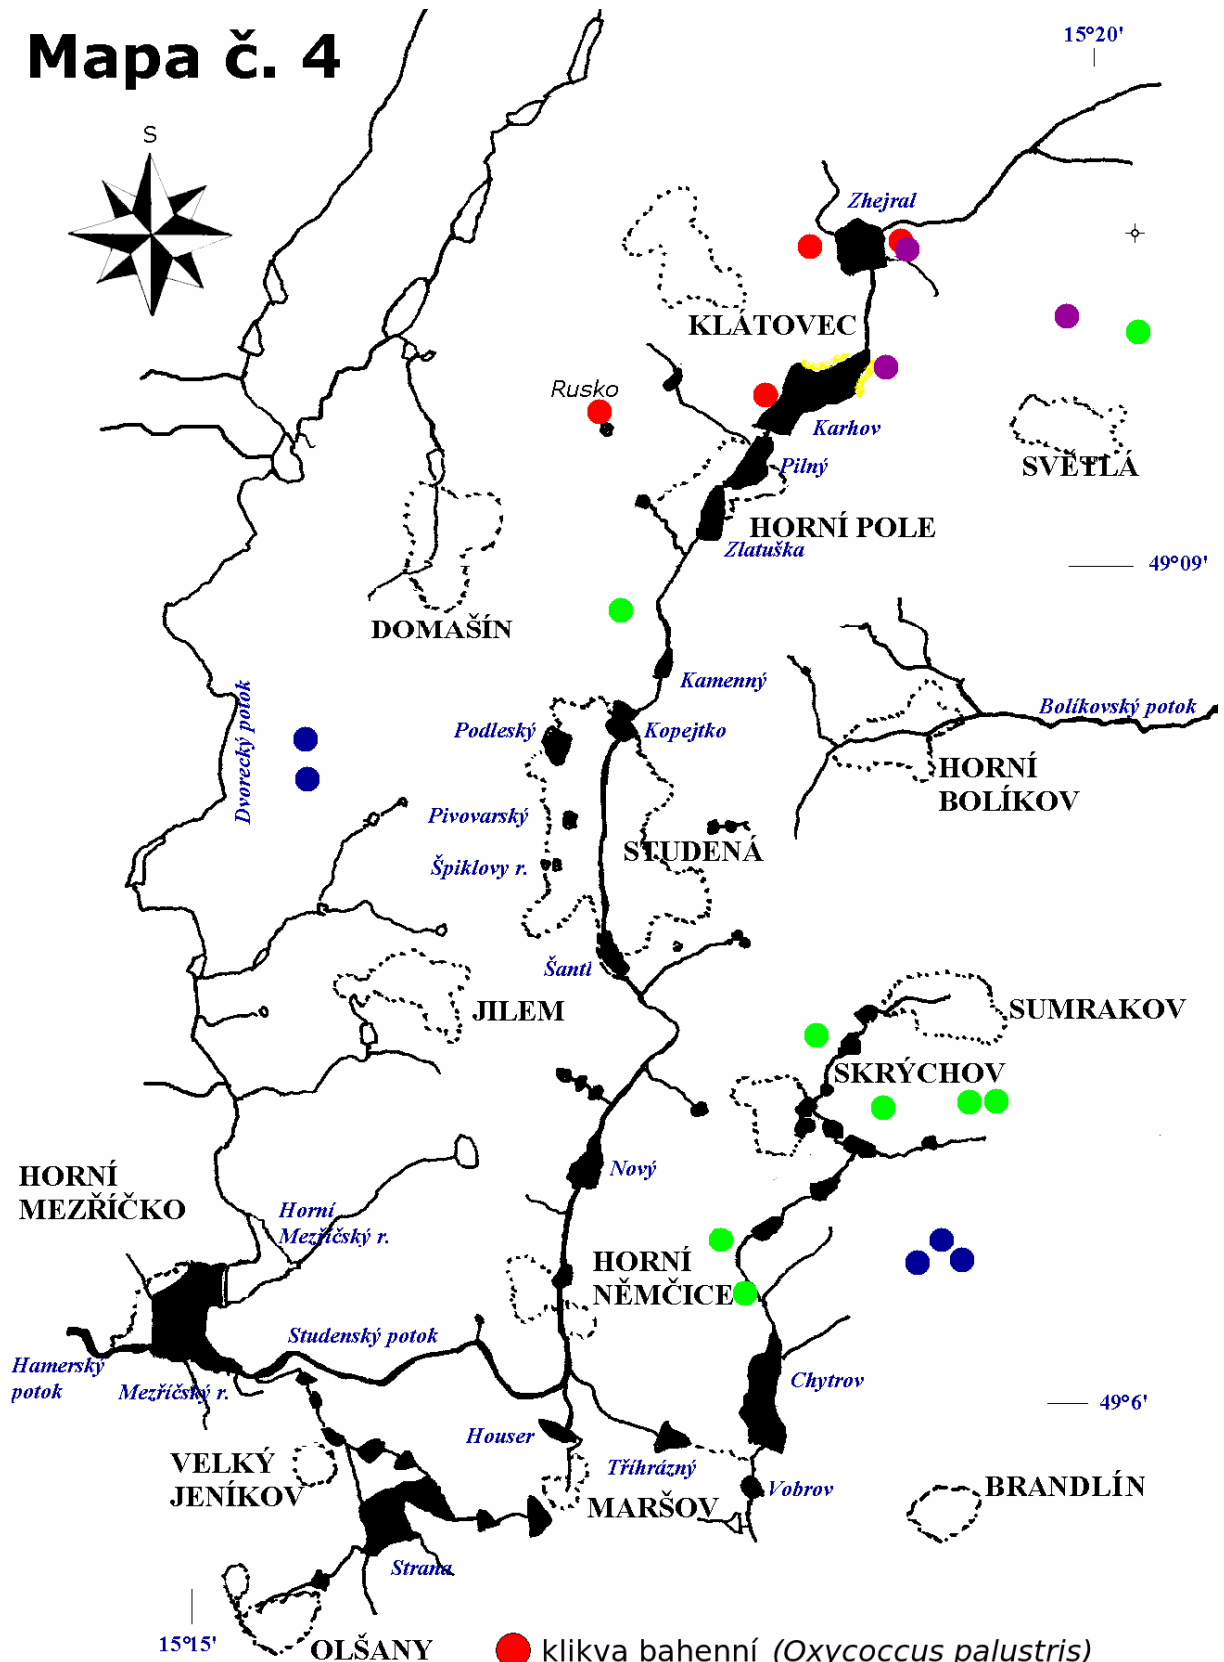 Mapa č. 4
15°20'
S
Zhejral
KLATOVEC
Rusko
Karhov
Pilný
SVĚTLÁ
HORNÍ POLE
Zlatuška
49°09'
DOMAŠÍN
Kamenný
Dvorecký potok
Podleský
Kopejtko
Bolíkovský potok
HORNÍ
BOLÍKOV
Pivovarský
STUDENÁ
Špiklovy r.
Šantl
JILEM
SUMRAKOV
SKRÝCHOV
Nový
HORNÍ
MEZŘÍČKO
Horní
Mezříčský r.
HORNÍ
NĚMČICE
Studenský potok
Hamerský
potok
Mezříčský r.
Chytrov
49°6'
Houser
Tříhrázný
VELKÝ
JENÍKOV
Vobrov
BRANDLÍN
MARŠOV
Strana
15°15'
OLŠANY
klikva bahenní (Oxycoccus palustris)